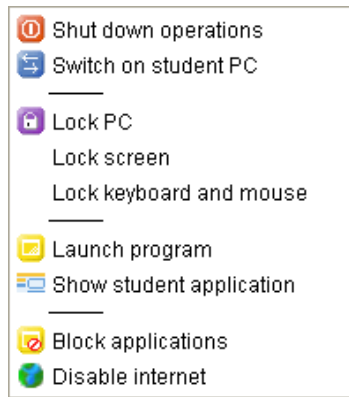 Shut down operations
Switch on student PC
Lock PC
Lock screen
Lock keyboard and mouse
Launch program
Show student application
Block applications
Disable internet